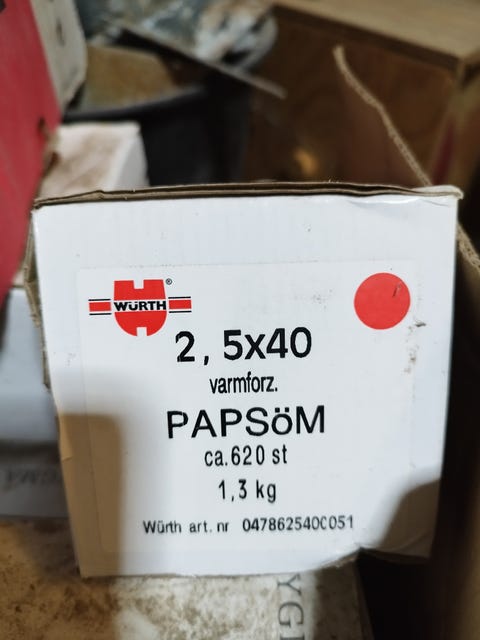 WÜRTH
®
2,5x40
varmforz.
PAPSöM
ca.620 st
1,3 kg
Würth art. nr 0478625400051